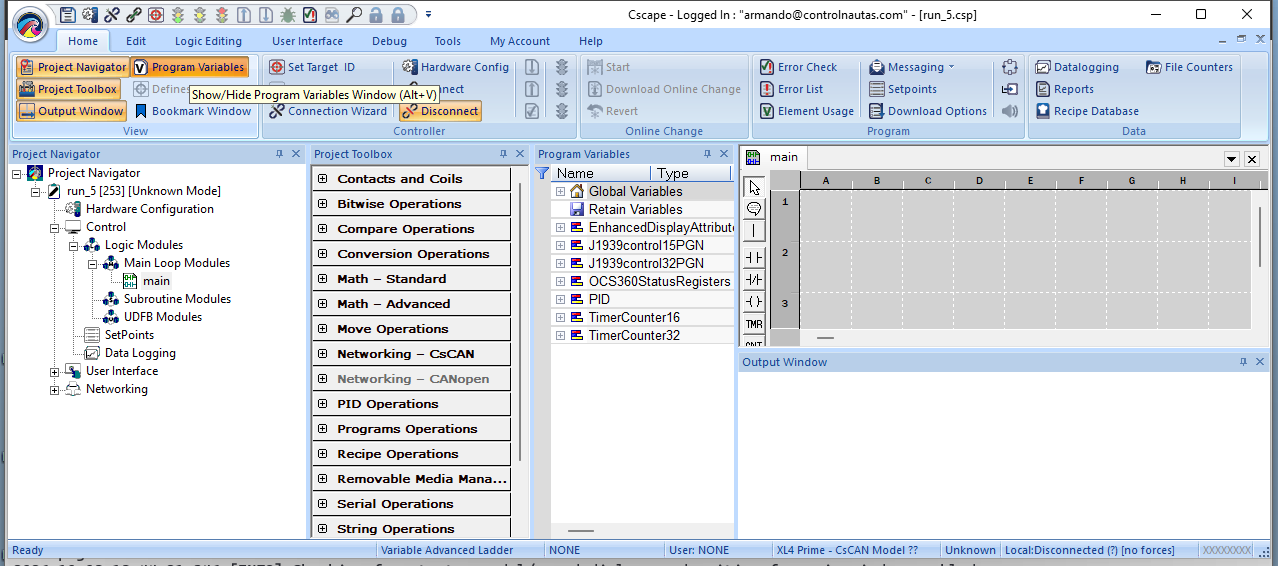 Cscape - Logged In : "armando@controlnautas.com" - [run_5.csp]
Home Edit Logic Editing User Interface Debug Tools My Account Help
Project Navigator Program Variables Set Target ID Hardware Config Start Error Check Messaging Datalogging File Counters
Project Toolbox Defines Download Online Change Error List Setpoints Reports
Show/Hide Program Variables Window (Alt+V)
Output Window Bookmark Window Connection Wizard Disconnect Revert Element Usage Download Options Recipe Database
View Controller Online Change Program Data
Project Navigator
Project Navigator
run_5 [253] [Unknown Mode]
Hardware Configuration
Control
Logic Modules
Main Loop Modules
main
Subroutine Modules
UDFB Modules
SetPoints
Data Logging
User Interface
Networking
Project Toolbox
Contacts and Coils
Bitwise Operations
Compare Operations
Conversion Operations
Math – Standard
Math – Advanced
Move Operations
Networking – CsCAN
Networking – CANopen
PID Operations
Programs Operations
Recipe Operations
Removable Media Mana...
Serial Operations
String Operations
Program Variables
Name Type
Global Variables
Retain Variables
EnhancedDisplayAttribut
J1939control15PGN
J1939control32PGN
OCS360StatusRegisters
PID
TimerCounter16
TimerCounter32
main
A B C D E F G H I
1
2
3
TMR
CNT
Output Window
Ready Variable Advanced Ladder NONE User: NONE XL4 Prime - CsCAN Model ?? Unknown Local:Disconnected (?) [no forces] XXXXXXXX